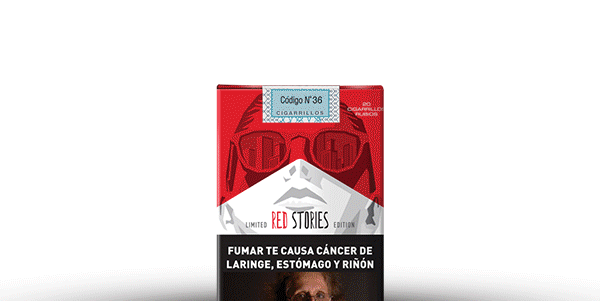 Código N°36
CIGARRILLOS
20
CIGARRILLOS
RUBIOS
LIMITED RED STORIES EDITION
FUMAR TE CAUSA CÁNCER DE
LARINGE, ESTÓMAGO Y RIÑÓN